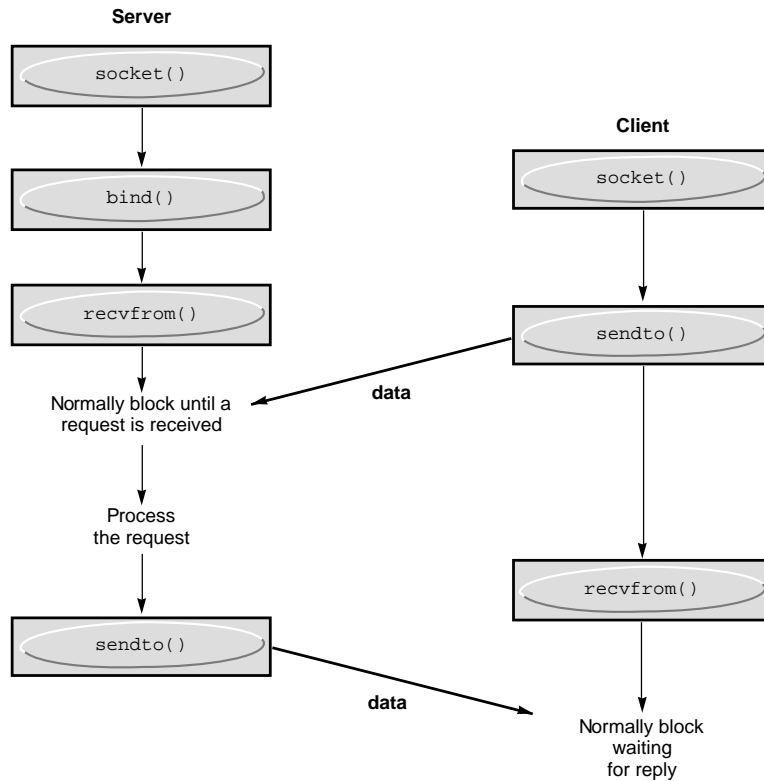 Server
socket()
bind()
recvfrom()
Normally block until a
request is received
Process
the request
sendto()
data
data
Client
socket()
sendto()
recvfrom()
Normally block
waiting
for reply